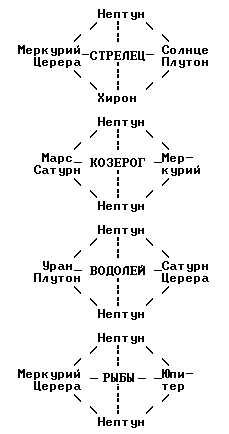 Нептун
Меркурий
Церера
СТРЕЛЕЦ
Солнце
Плутон
Хирон
Нептун
Марс
Сатурн
КОЗЕРОГ
Мер-
курий
Нептун
Нептун
Уран
Плутон
ВОДОЛЕЙ
Сатурн
Церера
Нептун
Нептун
Меркурий
Церера
РЫБЫ
Юпи-
тер
Нептун